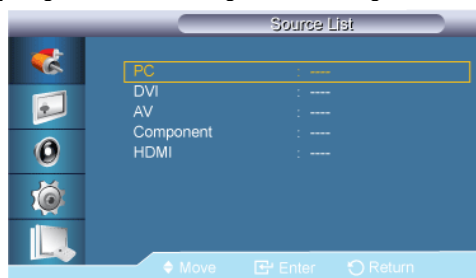 Source List
PC : ----
DVI : ----
AV : ----
Component : ----
HDMI : ----
Move Enter Return